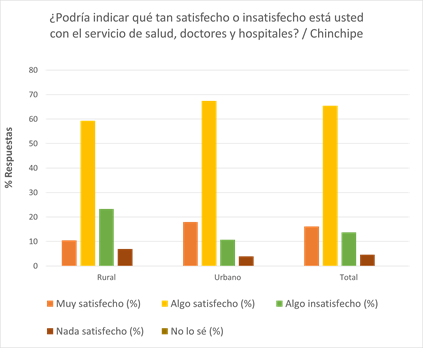 ¿Podría indicar qué tan satisfecho o insatisfecho está usted
con el servicio de salud, doctores y hospitales? / Chinchipe
% Respuestas
80
70
60
50
40
30
20
10
0
Rural Urbano Total
Muy satisfecho (%) Algo satisfecho (%) Algo insatisfecho (%)
Nada satisfecho (%) No lo sé (%)